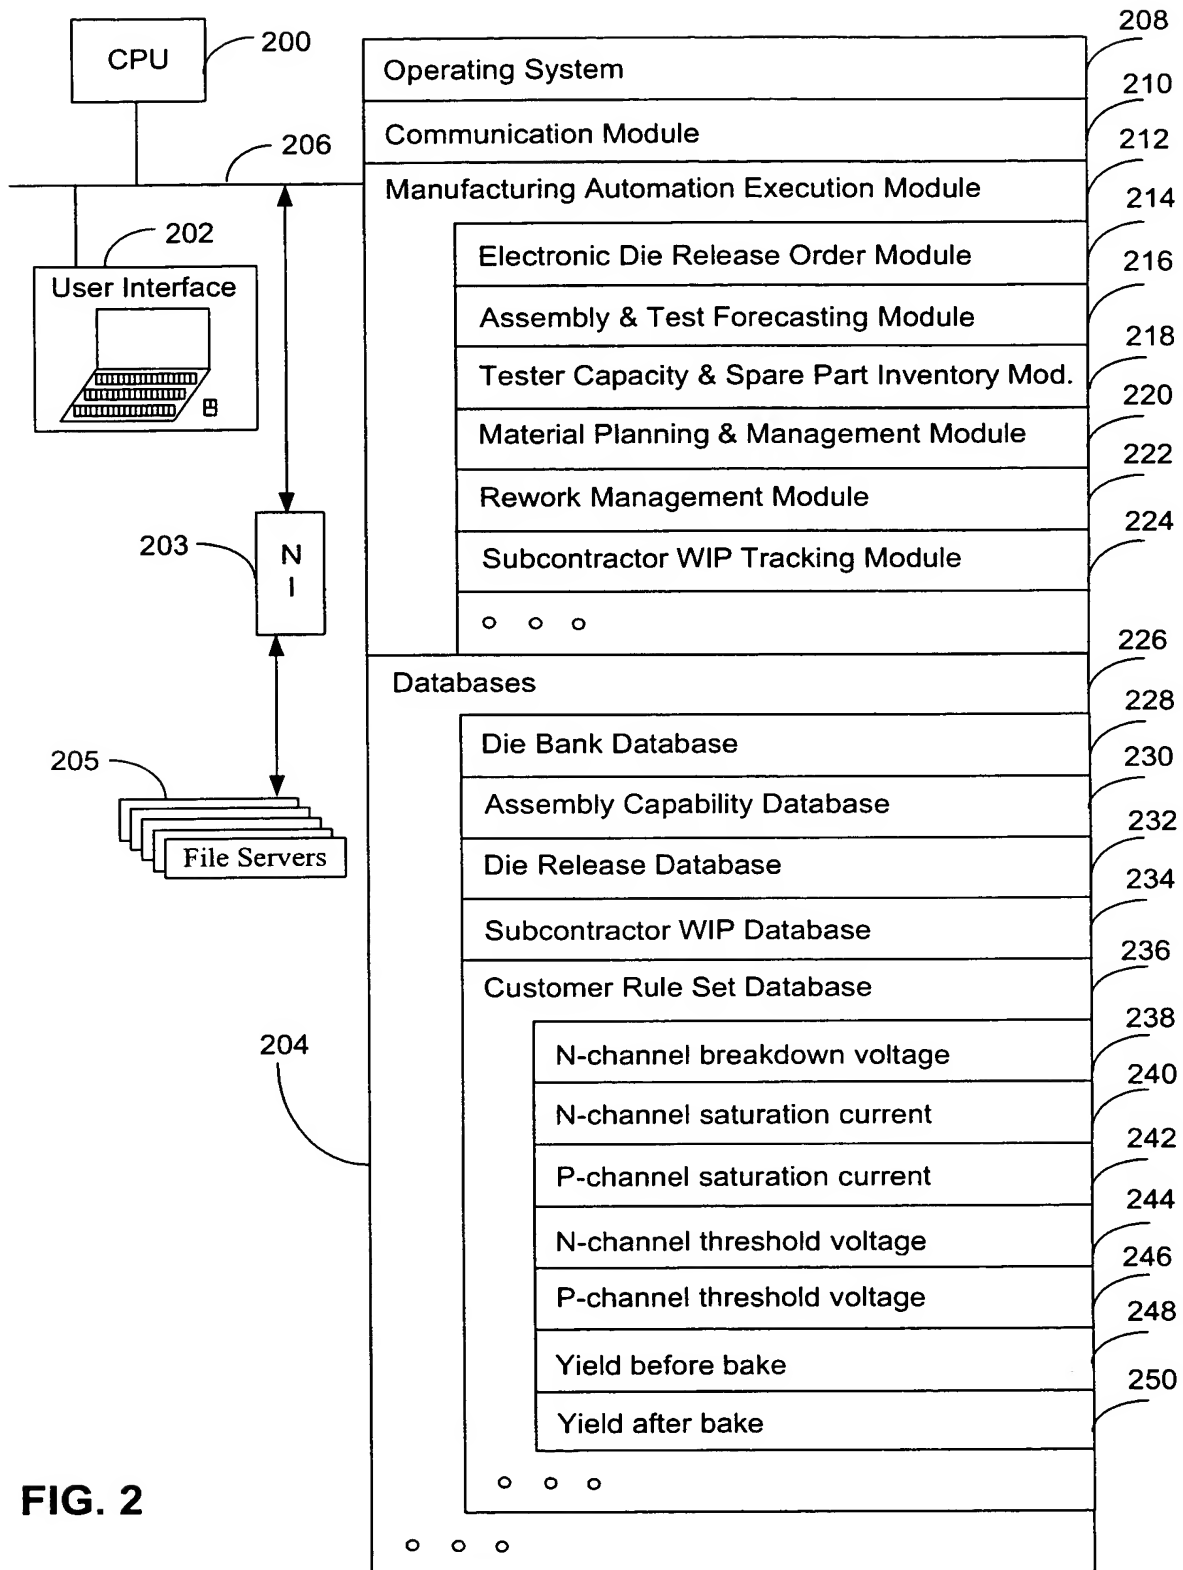 CPU
200
206
202
User Interface
203
N
I
205
File Servers
204
Operating System
208
Communication Module
210
Manufacturing Automation Execution Module
212
Electronic Die Release Order Module
214
Assembly & Test Forecasting Module
216
Tester Capacity & Spare Part Inventory Mod.
218
Material Planning & Management Module
220
Rework Management Module
222
Subcontractor WIP Tracking Module
224
Databases
226
Die Bank Database
228
Assembly Capability Database
230
Die Release Database
232
Subcontractor WIP Database
234
Customer Rule Set Database
236
N-channel breakdown voltage
238
N-channel saturation current
240
P-channel saturation current
242
N-channel threshold voltage
244
P-channel threshold voltage
246
Yield before bake
248
Yield after bake
250
FIG. 2